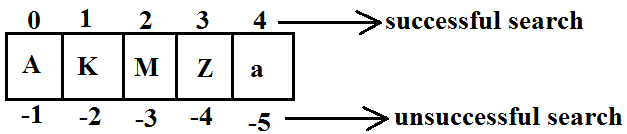 0 1 2 3 4 successful search
A K M Z a
-1 -2 -3 -4 -5 unsuccessful search